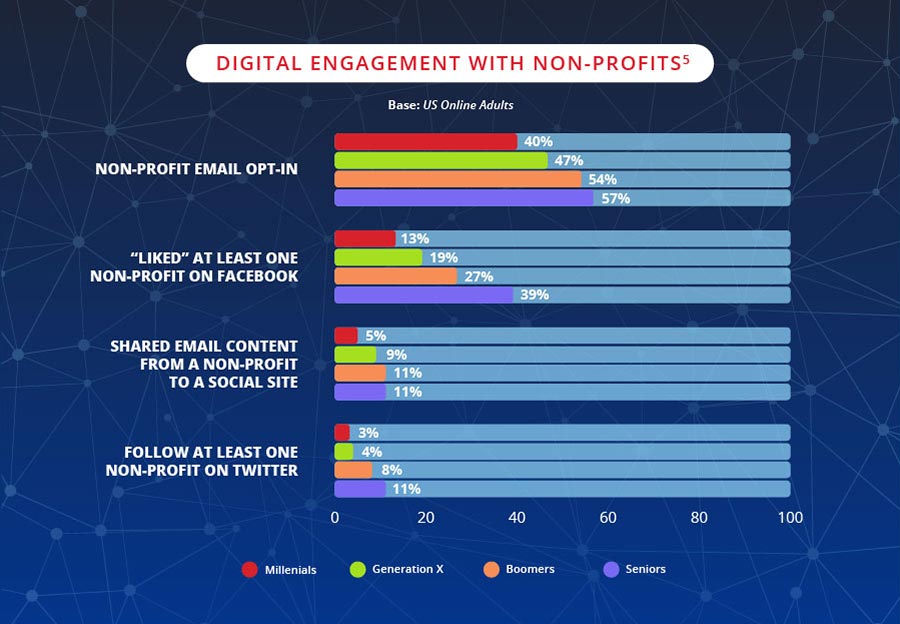 DIGITAL ENGAGEMENT WITH NON-PROFITS⁵
Base: US Online Adults
NON-PROFIT EMAIL OPT-IN
40%
47%
54%
57%
“LIKED” AT LEAST ONE
NON-PROFIT ON FACEBOOK
13%
19%
27%
39%
SHARED EMAIL CONTENT
FROM A NON-PROFIT
TO A SOCIAL SITE
5%
9%
11%
11%
FOLLOW AT LEAST ONE
NON-PROFIT ON TWITTER
3%
4%
8%
11%
0 20 40 60 80 100
Millenials Generation X Boomers Seniors